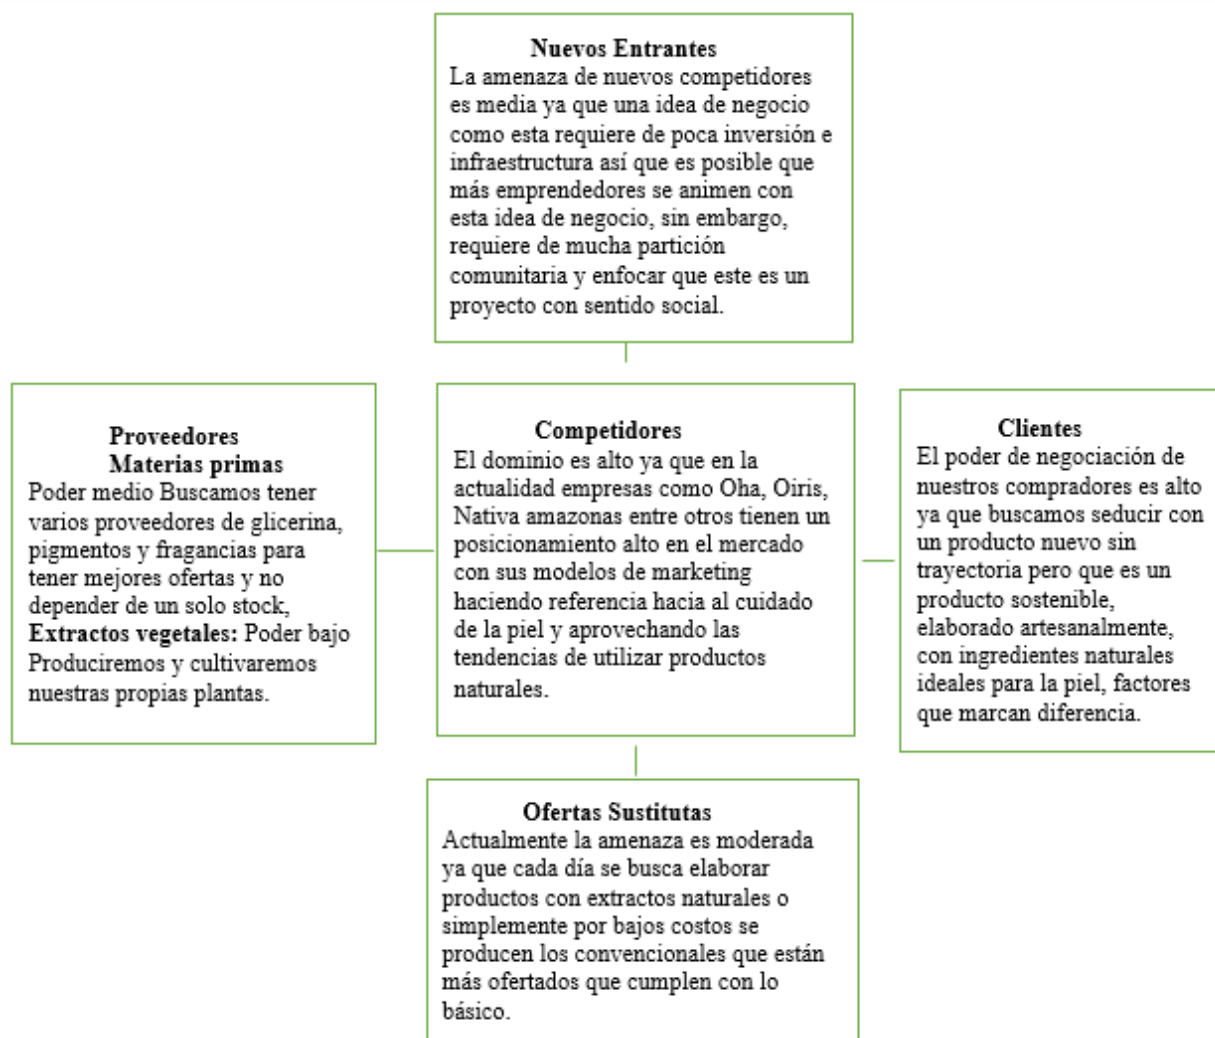 Nuevos Entrantes
La amenaza de nuevos competidores
es media ya que una idea de negocio
como esta requiere de poca inversión e
infraestructura así que es posible que
más emprendedores se animen con
esta idea de negocio, sin embargo,
requiere de mucha partición
comunitaria y enfocar que este es un
proyecto con sentido social.
Proveedores
Materias primas
Poder medio Buscamos tener
varios proveedores de glicerina,
pigmentos y fragancias para
tener mejores ofertas y no
depender de un solo stock,
Extractos vegetales: Poder bajo
Produciremos y cultivaremos
nuestras propias plantas.
Competidores
El dominio es alto ya que en la
actualidad empresas como Oha, Oiris,
Nativa amazonas entre otros tienen un
posicionamiento alto en el mercado
con sus modelos de marketing
haciendo referencia hacia al cuidado
de la piel y aprovechando las
tendencias de utilizar productos
naturales.
Clientes
El poder de negociación de
nuestros compradores es alto
ya que buscamos seducir con
un producto nuevo sin
trayectoria pero que es un
producto sostenible,
elaborado artesanalmente,
con ingredientes naturales
ideales para la piel, factores
que marcan diferencia.
Ofertas Sustitutas
Actualmente la amenaza es moderada
ya que cada día se busca elaborar
productos con extractos naturales o
simplemente por bajos costos se
producen los convencionales que están
más ofertados que cumplen con lo
básico.